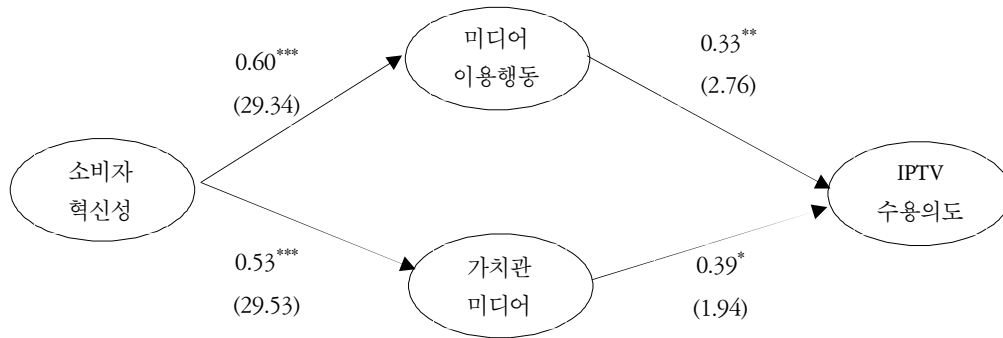 미디어
이용행동
0.60***
(29.34)
0.33**
(2.76)
소비자
혁신성
IPTV
수용의도
0.53***
(29.53)
가치관
미디어
0.39*
(1.94)